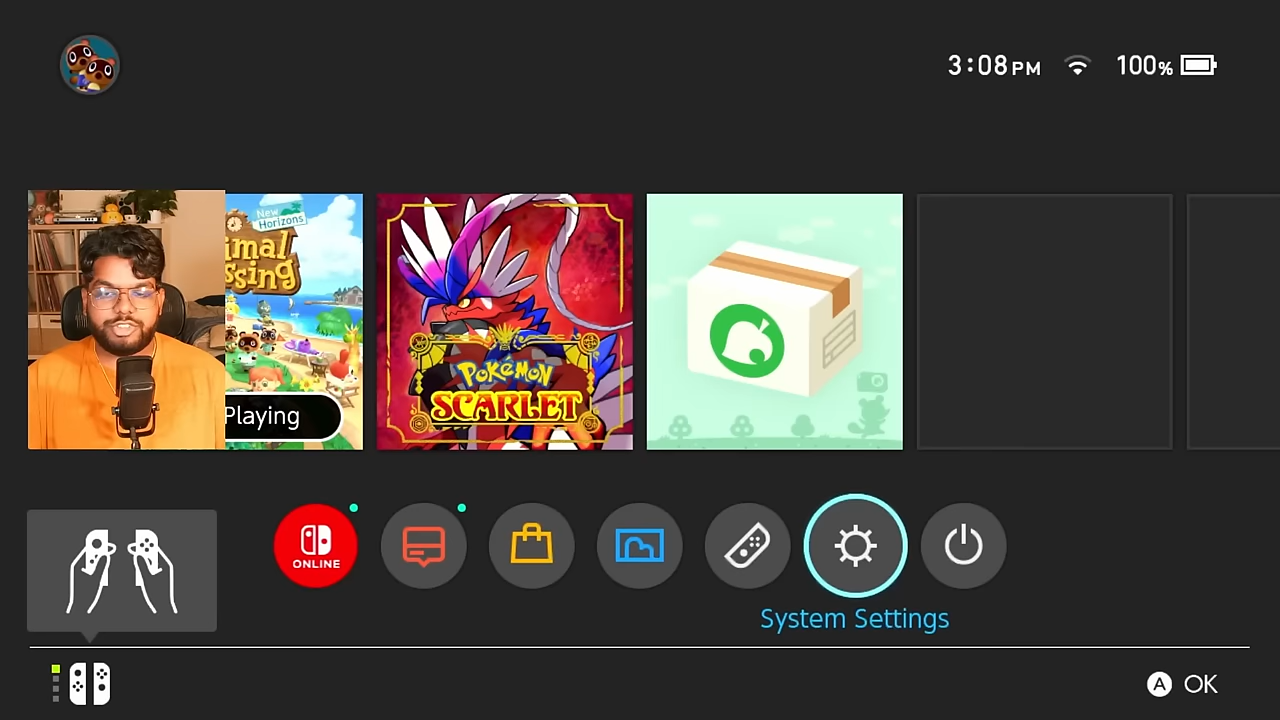 3:08PM
100%
New
Horizons
imal
ssing
Playing
POKÉMON
SCARLET
ONLINE
System Settings
A OK